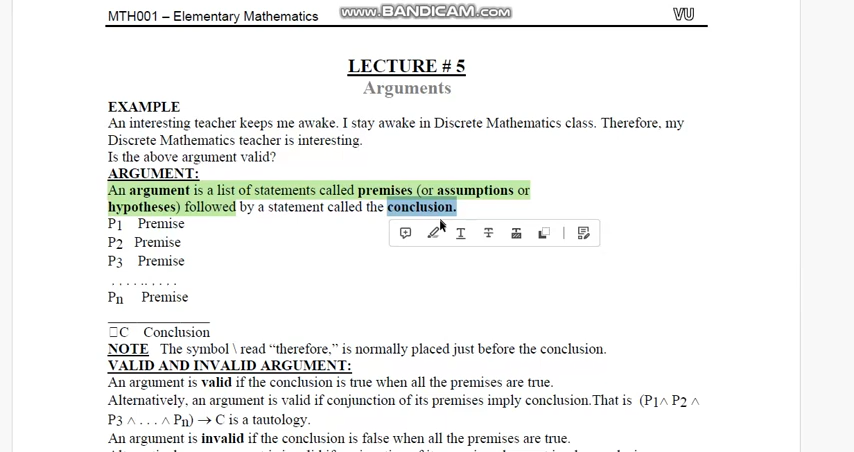 MTH001 – Elementary Mathematics
www.BANDICAM.com
VU
LECTURE # 5
Arguments
EXAMPLE
An interesting teacher keeps me awake. I stay awake in Discrete Mathematics class. Therefore, my
Discrete Mathematics teacher is interesting.
Is the above argument valid?
ARGUMENT:
An argument is a list of statements called premises (or assumptions or
hypotheses) followed by a statement called the conclusion.
P1 Premise
P2 Premise
P3 Premise
. . . . .. . . . .
Pn Premise
□C Conclusion
NOTE The symbol \ read “therefore,” is normally placed just before the conclusion.
VALID AND INVALID ARGUMENT:
An argument is valid if the conclusion is true when all the premises are true.
Alternatively, an argument is valid if conjunction of its premises imply conclusion.That is (P1∧ P2 ∧
P3 ∧ . . . ∧ Pn) → C is a tautology.
An argument is invalid if the conclusion is false when all the premises are true.